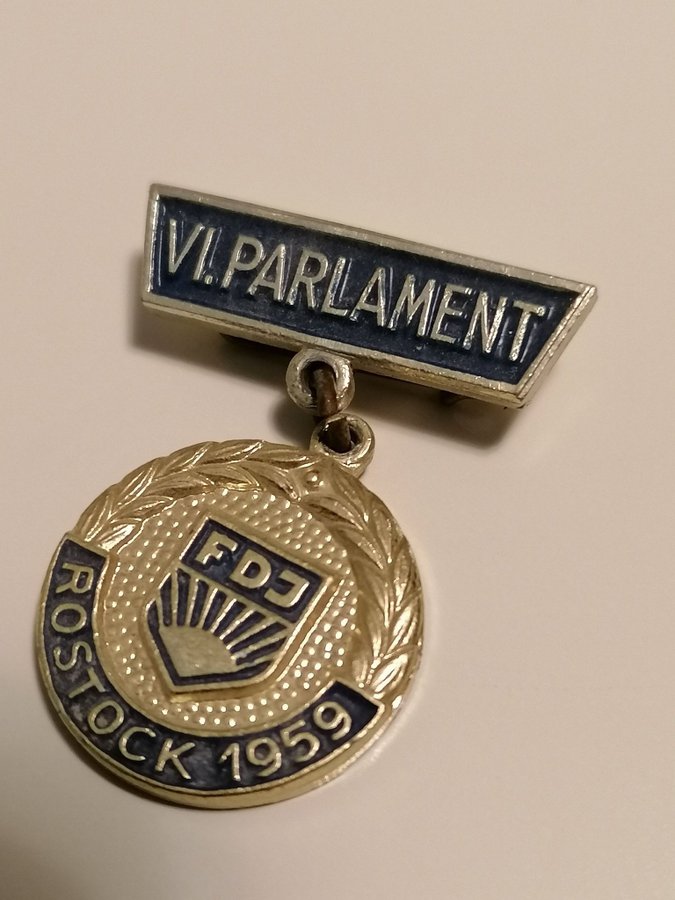 VI. PARLAMENT
FDJ
ROSTOCK 1959